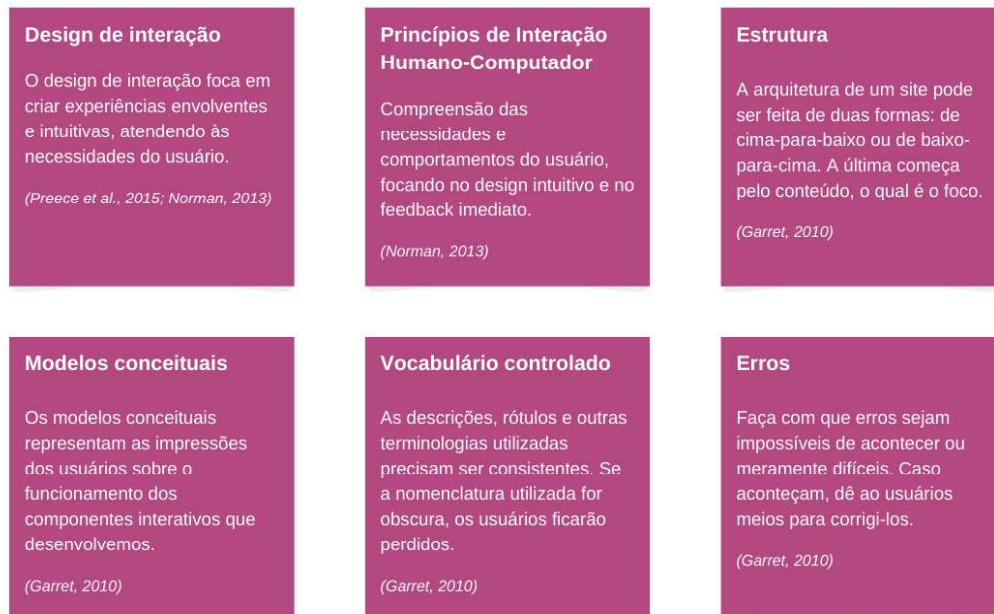 Design de interação
O design de interação foca em
criar experiências envolventes
e intuitivas, atendendo às
necessidades do usuário.
(Preece et al., 2015; Norman, 2013)
Princípios de Interação
Humano-Computador
Compreensão das
necessidades e
comportamentos do usuário,
focando no design intuitivo e no
feedback imediato.
(Norman, 2013)
Estrutura
A arquitetura de um site pode
ser feita de duas formas: de
cima-para-baixo ou de baixo-
para-cima. A última começa
pelo conteúdo, o qual é o foco.
(Garret, 2010)
Modelos conceituais
Os modelos conceituais
representam as impressões
dos usuários sobre o
funcionamento dos
componentes interativos que
desenvolvemos.
(Garret, 2010)
Vocabulário controlado
As descrições, rótulos e outras
terminologias utilizadas
precisam ser consistentes. Se
a nomenclatura utilizada for
obscura, os usuários ficarão
perdidos.
(Garret, 2010)
Erros
Faça com que erros sejam
impossíveis de acontecer ou
meramente difíceis. Caso
aconteçam, dê ao usuários
meios para corrigi-los.
(Garret, 2010)